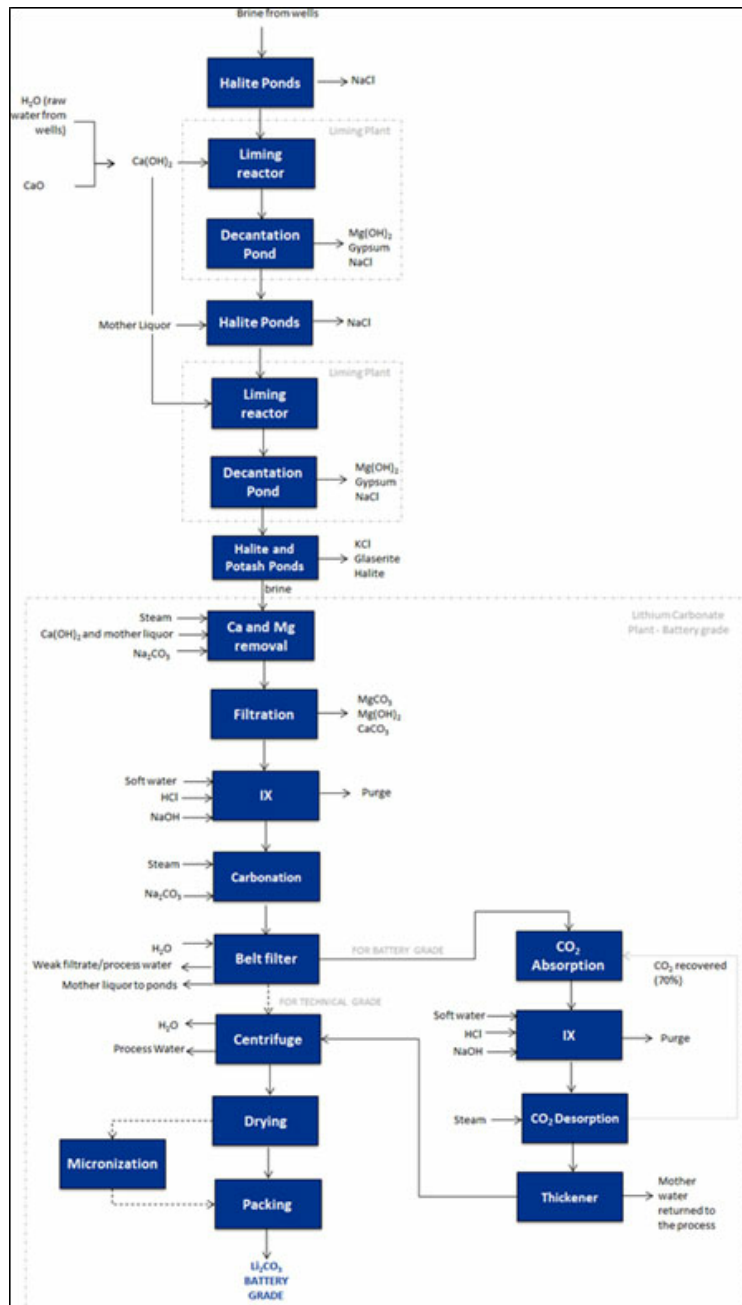 Brine from wells
Halite Ponds
NaCl
H₂O (raw
water from
wells)
CaO
Ca(OH)₂
Liming Plant
Liming
reactor
Decantation
Pond
Mg(OH)₂
Gypsum
NaCl
Mother Liquor
Halite Ponds
NaCl
Liming Plant
Liming
reactor
Decantation
Pond
Mg(OH)₂
Gypsum
NaCl
Halite and
Potash Ponds
KCl
Glaserite
Halite
brine
Lithium Carbonate
Plant - Battery grade
Steam
Ca(OH)₂ and mother liquor
Na₂CO₃
Ca and Mg
removal
Filtration
MgCO₃
Mg(OH)₂
CaCO₃
Soft water
HCl
NaOH
IX
Purge
Steam
Na₂CO₃
Carbonation
H₂O
Weak filtrate/process water
Mother liquor to ponds
Belt filter
FOR BATTERY GRADE
CO₂
Absorption
CO₂ recovered
(70%)
FOR TECHNICAL GRADE
H₂O
Process Water
Centrifuge
Soft water
HCl
NaOH
IX
Purge
Drying
Steam
CO₂ Desorption
Micronization
Packing
Thickener
Mother
water
returned to
the process
Li₂CO₃
BATTERY
GRADE